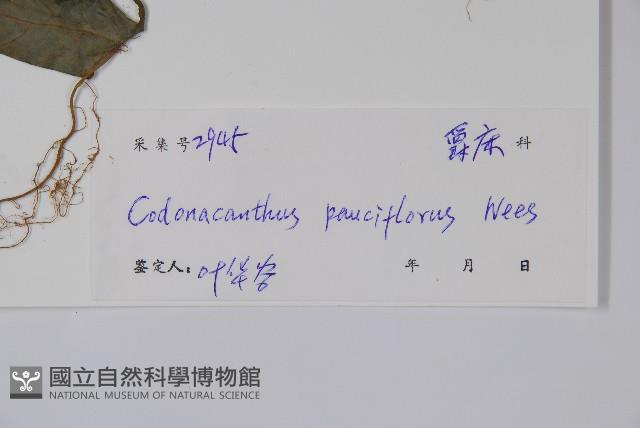 采集号2945 爵床科
Codonacanthus pauciflorus Nees
鉴定人：叶华谷 年 月 日
國立自然科學博物館
NATIONAL MUSEUM OF NATURAL SCIENCE